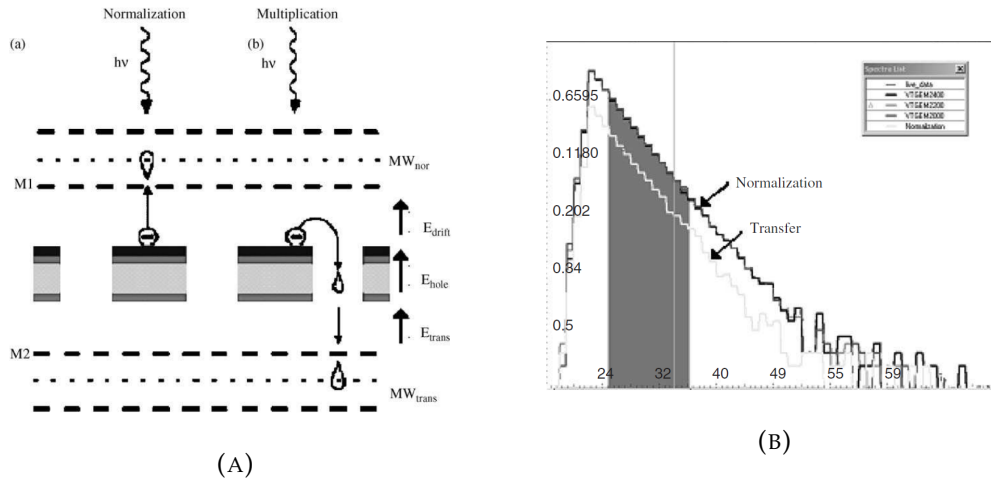 Normalization
Multiplication
(a)
(b)
hν
hν
MWnor
M1
Edrift
Ehole
Etrans
M2
MWtrans
(A)
Spectra List
live_data
VTGEM2400
VTGEM2200
VTGEM2000
Normalization
0.6595
0.1180
0.202
0.84
0.5
Normalization
Transfer
24 32 40 49 55 59
(B)